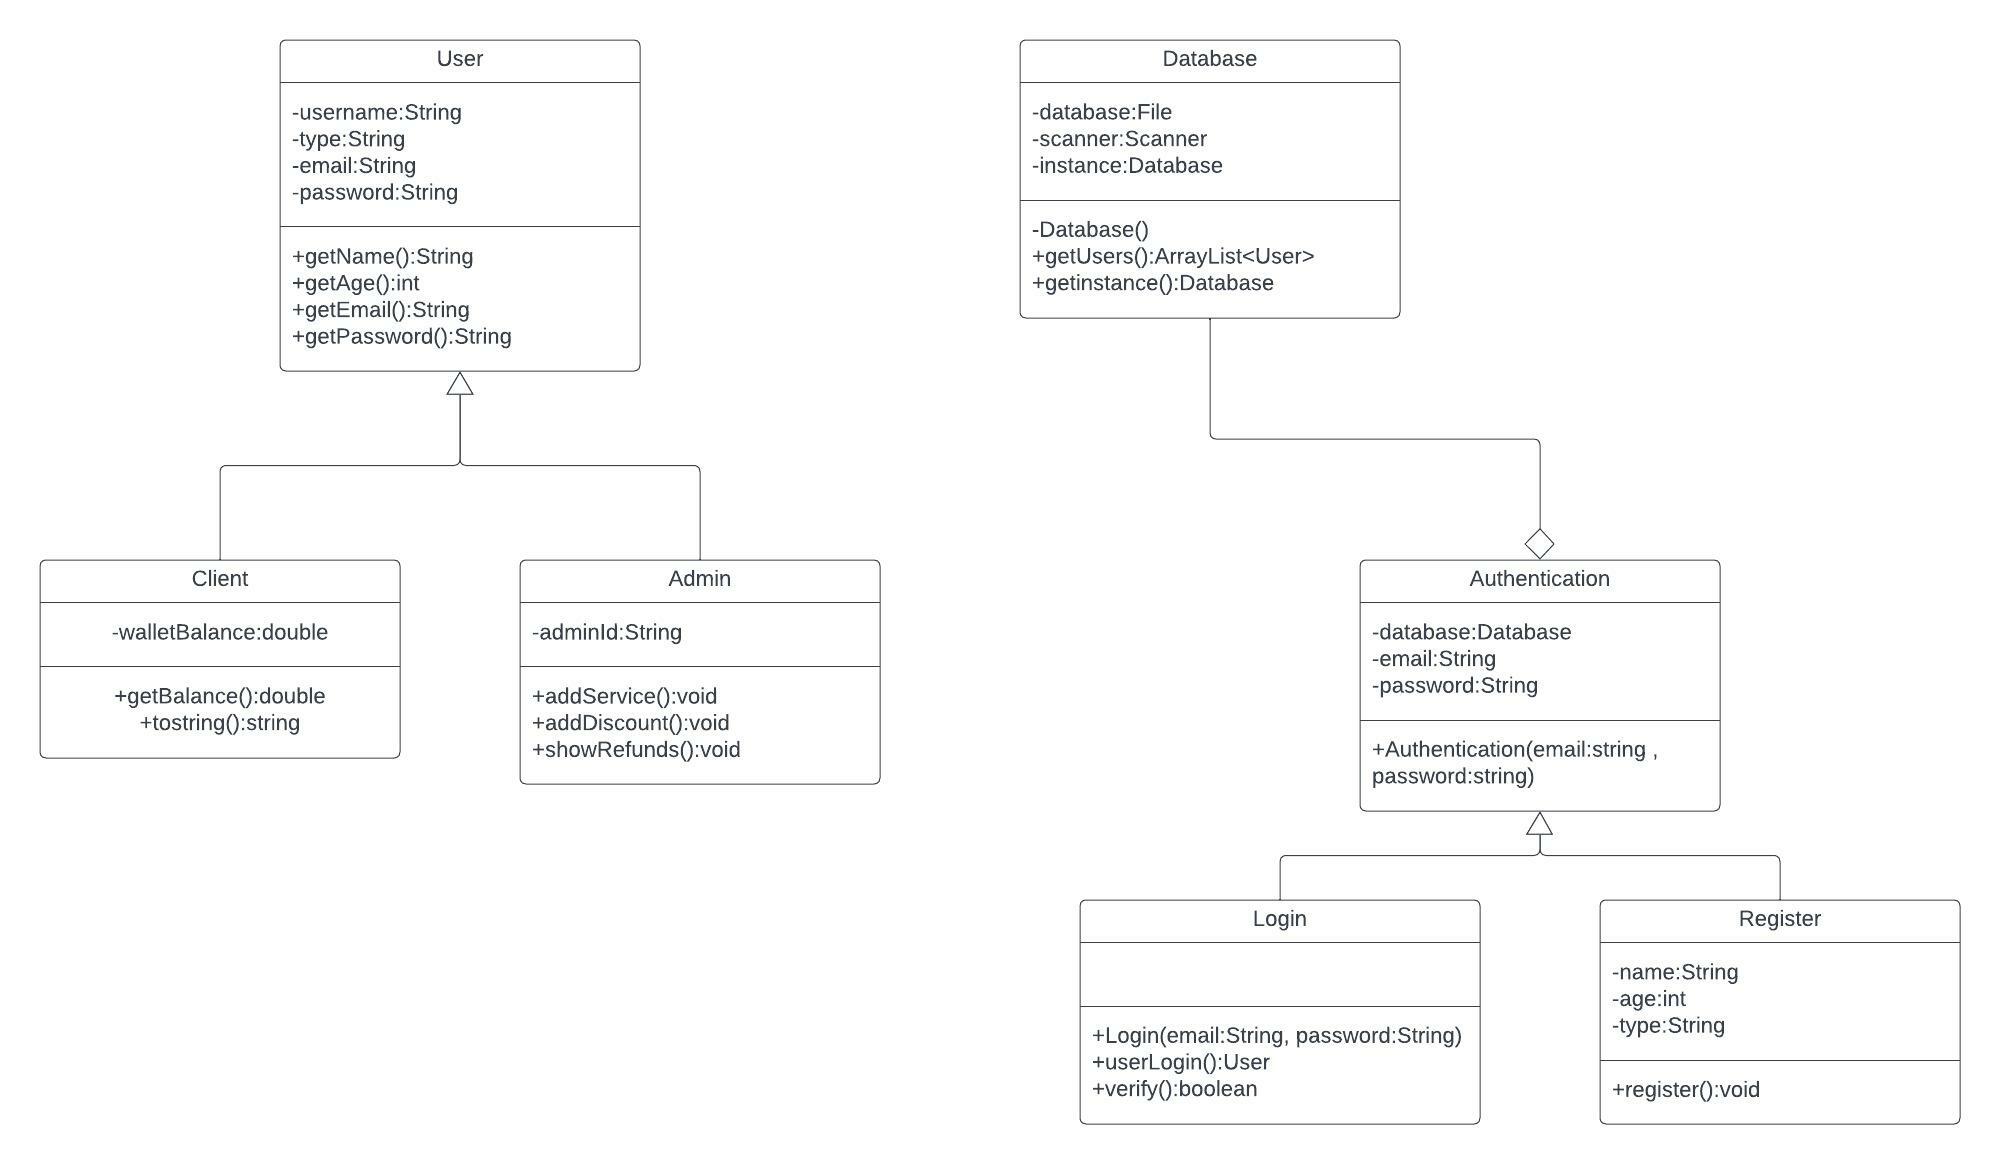 User
-username:String
-type:String
-email:String
-password:String
+getName():String
+getAge():int
+getEmail():String
+getPassword():String
Database
-database:File
-scanner:Scanner
-instance:Database
-Database()
+getUsers():ArrayList<User>
+getinstance():Database
Client
-walletBalance:double
+getBalance():double
+tostring():string
Admin
-adminId:String
+addService():void
+addDiscount():void
+showRefunds():void
Authentication
-database:Database
-email:String
-password:String
+Authentication(email:string ,
password:string)
Login
+Login(email:String, password:String)
+userLogin():User
+verify():boolean
Register
-name:String
-age:int
-type:String
+register():void